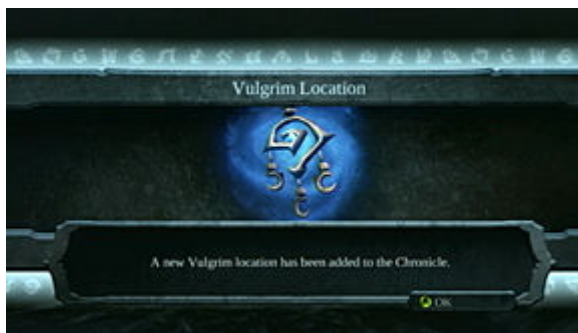 Vulgrim Location
A new Vulgrim location has been added to the Chronicle.
OK